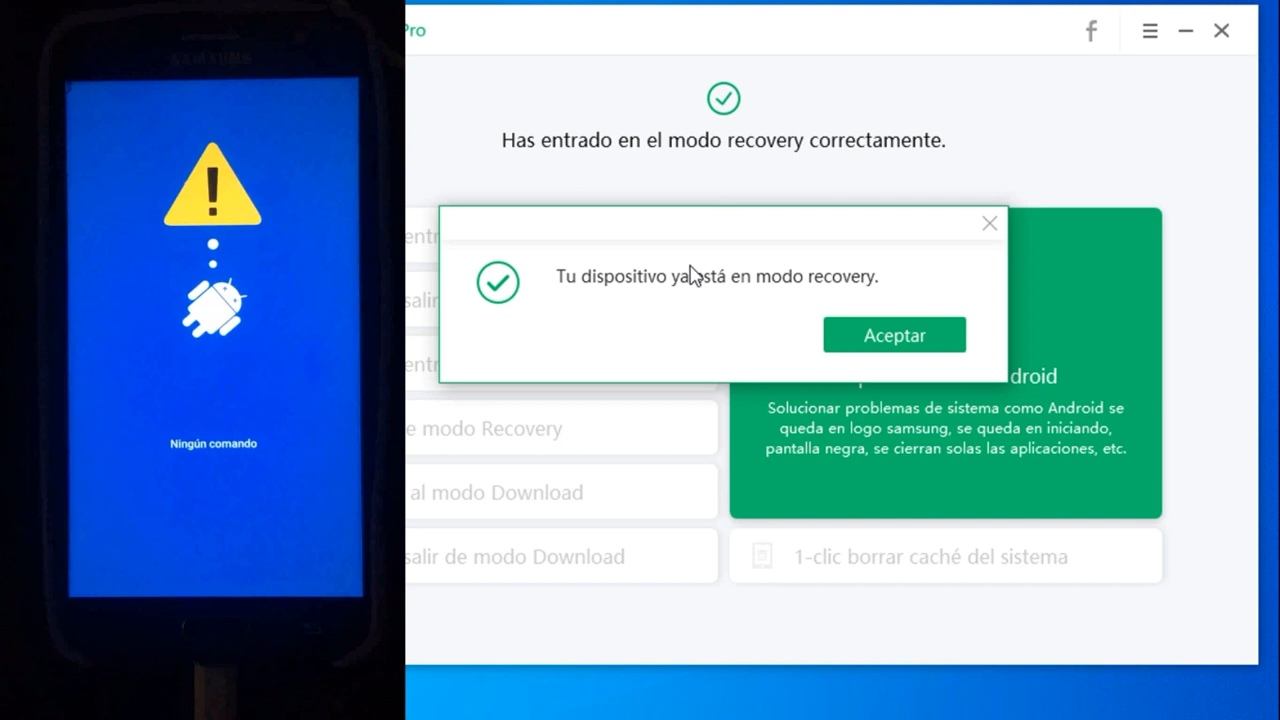 SAMSUNG
Ningún comando
Pro
Has entrado en el modo recovery correctamente.
Tu dispositivo ya está en modo recovery.
Aceptar
Solucionar problemas de sistema como Android se
queda en logo samsung, se queda en iniciando,
pantalla negra, se cierran solas las aplicaciones, etc.
e modo Recovery
al modo Download
salir de modo Download
1-clic borrar caché del sistema